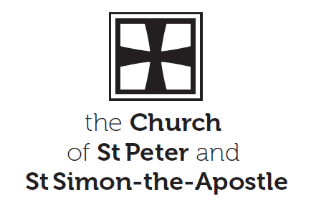 the Church
of St Peter and
St Simon-the-Apostle